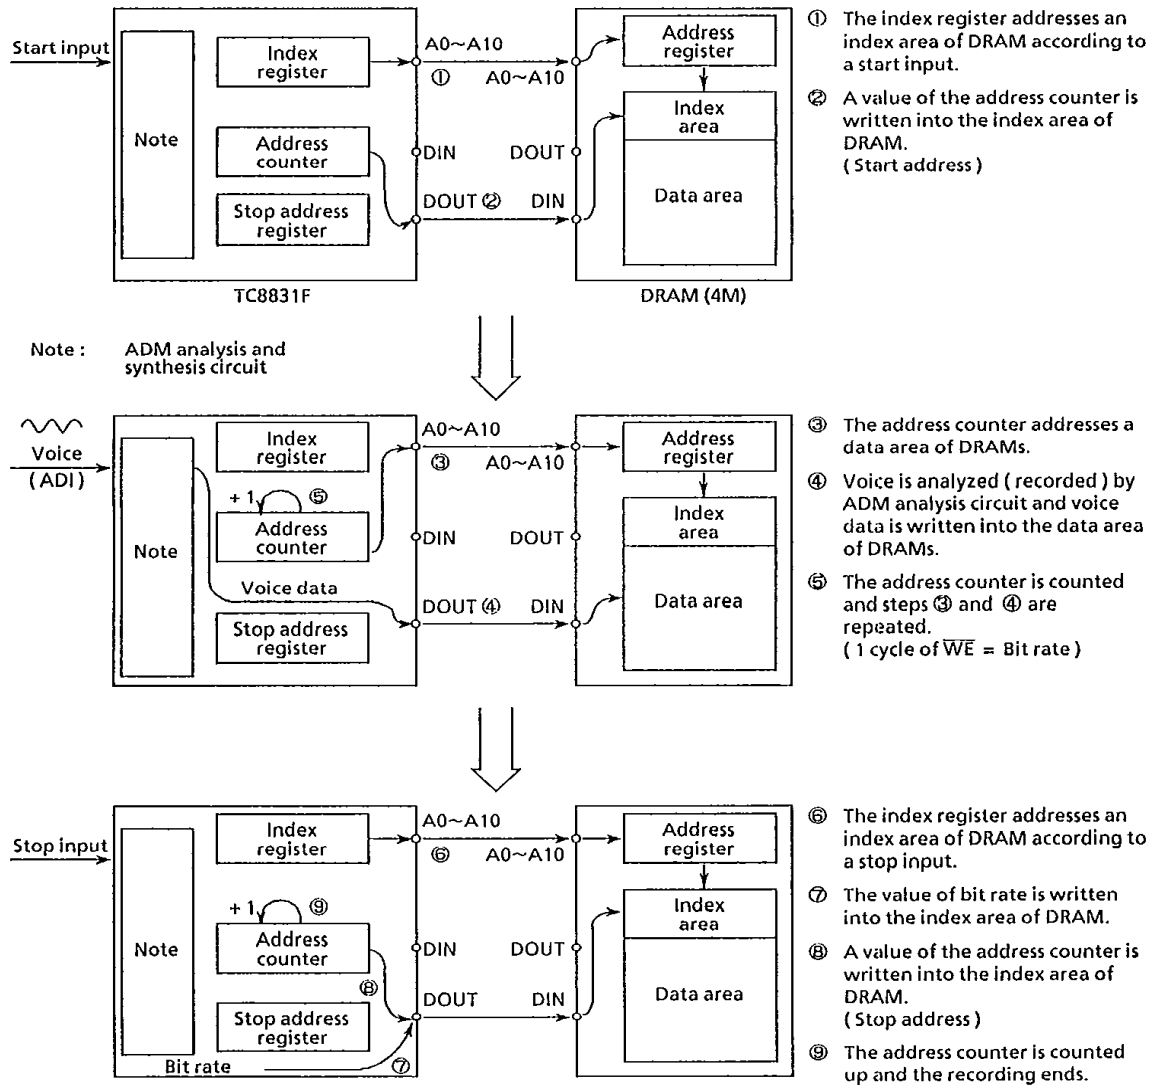 Start input
Note
Index
register
Address
counter
Stop address
register
TC8831F
A0~A10
① A0~A10
DIN DOUT
DOUT ② DIN
Address
register
Index
area
Data area
DRAM (4M)
① The index register addresses an
index area of DRAM according to
a start input.
② A value of the address counter is
written into the index area of
DRAM.
( Start address )
Note : ADM analysis and
synthesis circuit
Voice
( ADI )
Note
Index
register
+ 1 ⑤
Address
counter
Voice data
Stop address
register
A0~A10
③ A0~A10
DIN DOUT
DOUT ④ DIN
Address
register
Index
area
Data area
③ The address counter addresses a
data area of DRAMs.
④ Voice is analyzed ( recorded ) by
ADM analysis circuit and voice
data is written into the data area
of DRAMs.
⑤ The address counter is counted
and steps ③ and ④ are
repeated.
( 1 cycle of W̅E̅ = Bit rate )
Stop input
Note
Index
register
+ 1 ⑨
Address
counter
⑧
Stop address
register
Bit rate
⑦
A0~A10
⑥ A0~A10
DIN DOUT
DOUT DIN
Address
register
Index
area
Data area
⑥ The index register addresses an
index area of DRAM according to
a stop input.
⑦ The value of bit rate is written
into the index area of DRAM.
⑧ A value of the address counter is
written into the index area of
DRAM.
( Stop address )
⑨ The address counter is counted
up and the recording ends.